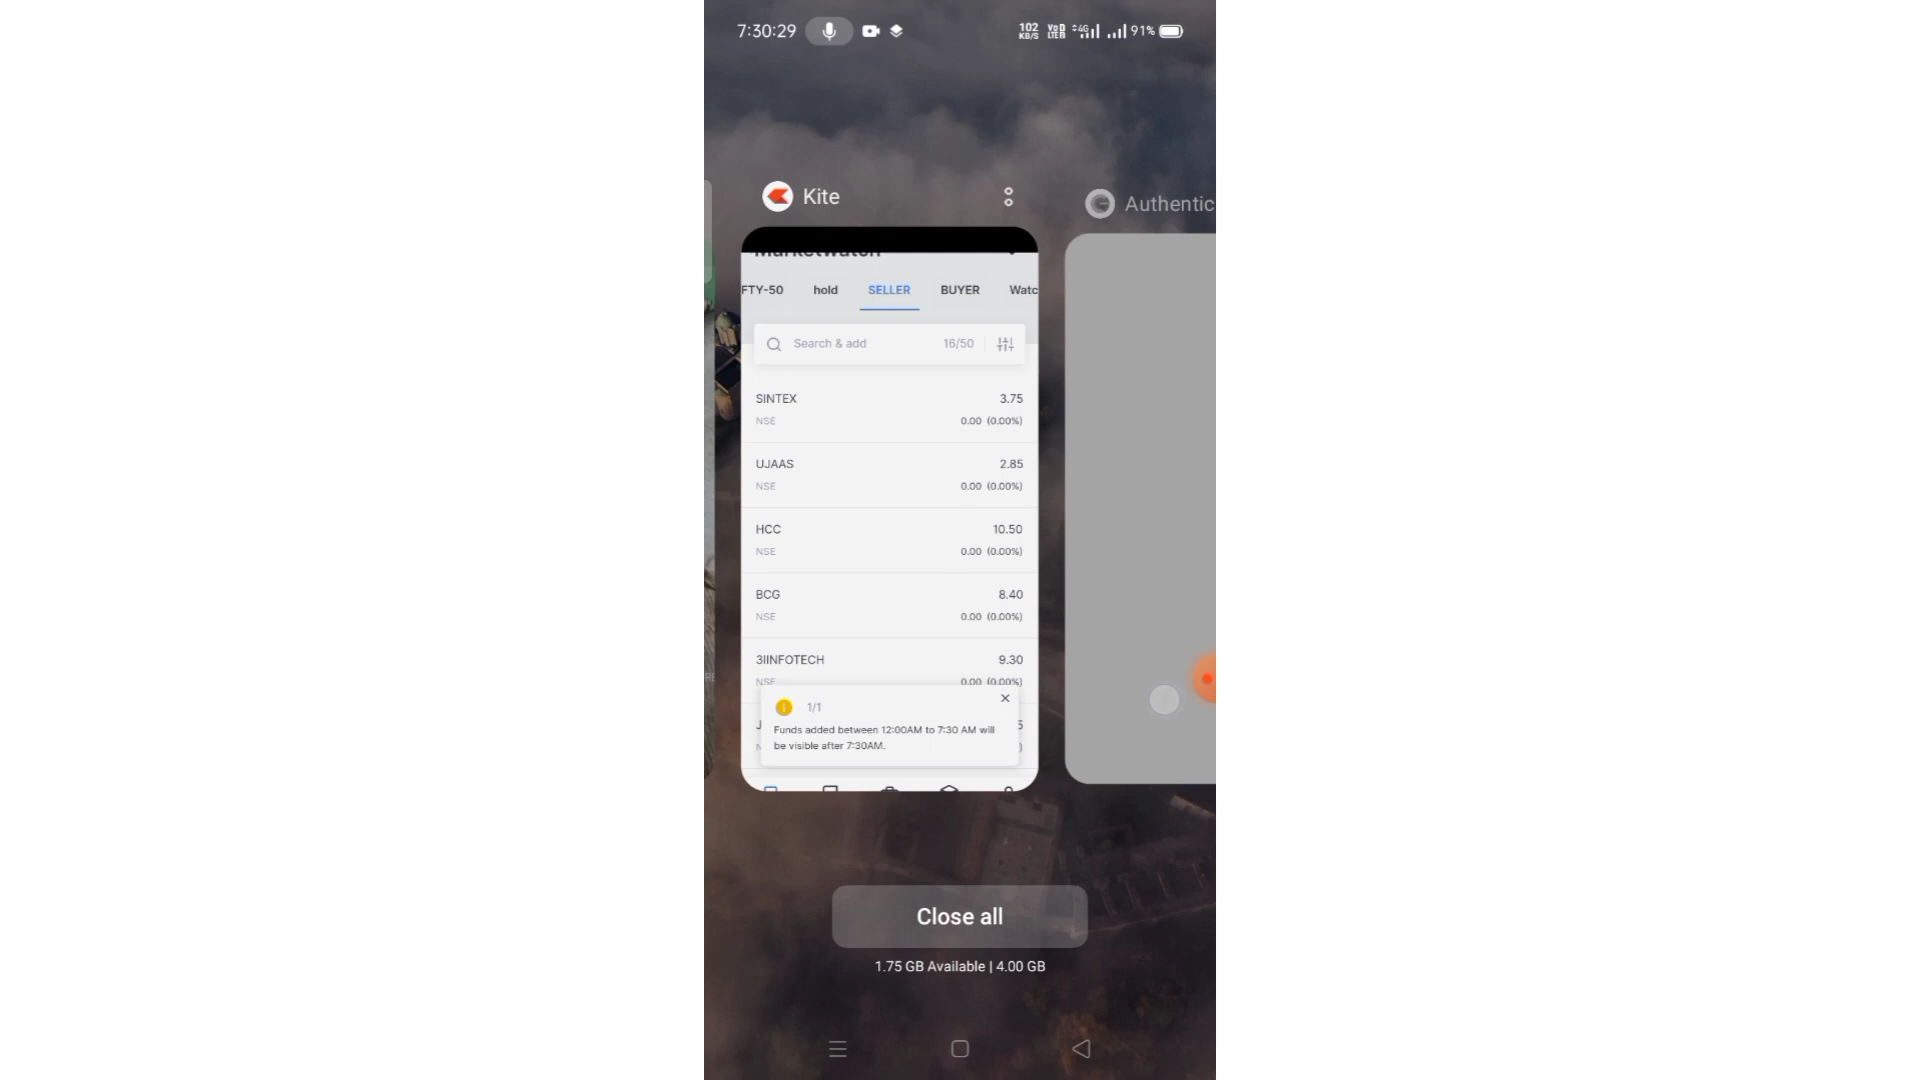 7:30:29
102 KB/S VoD LTE 4G 91%
Kite
Authentic
Marketwatch
FTY-50 hold SELLER BUYER Watc
Search & add 16/50
SINTEX 3.75
NSE 0.00 (0.00%)
UJAAS 2.85
NSE 0.00 (0.00%)
HCC 10.50
NSE 0.00 (0.00%)
BCG 8.40
NSE 0.00 (0.00%)
3IINFOTECH 9.30
NSE 0.00 (0.00%)
1/1
Funds added between 12:00AM to 7:30 AM will
be visible after 7:30AM.
Close all
1.75 GB Available | 4.00 GB